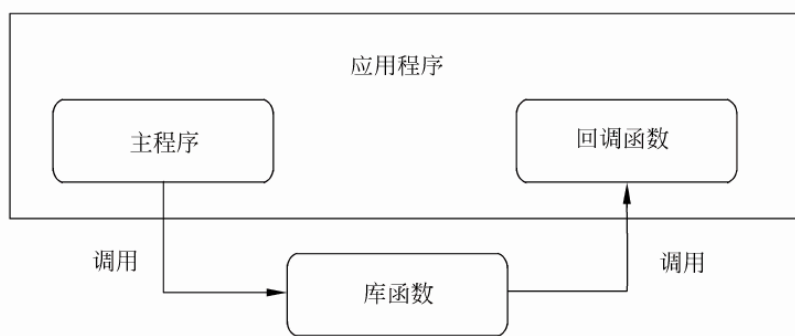 应用程序
主程序
回调函数
调用
调用
库函数